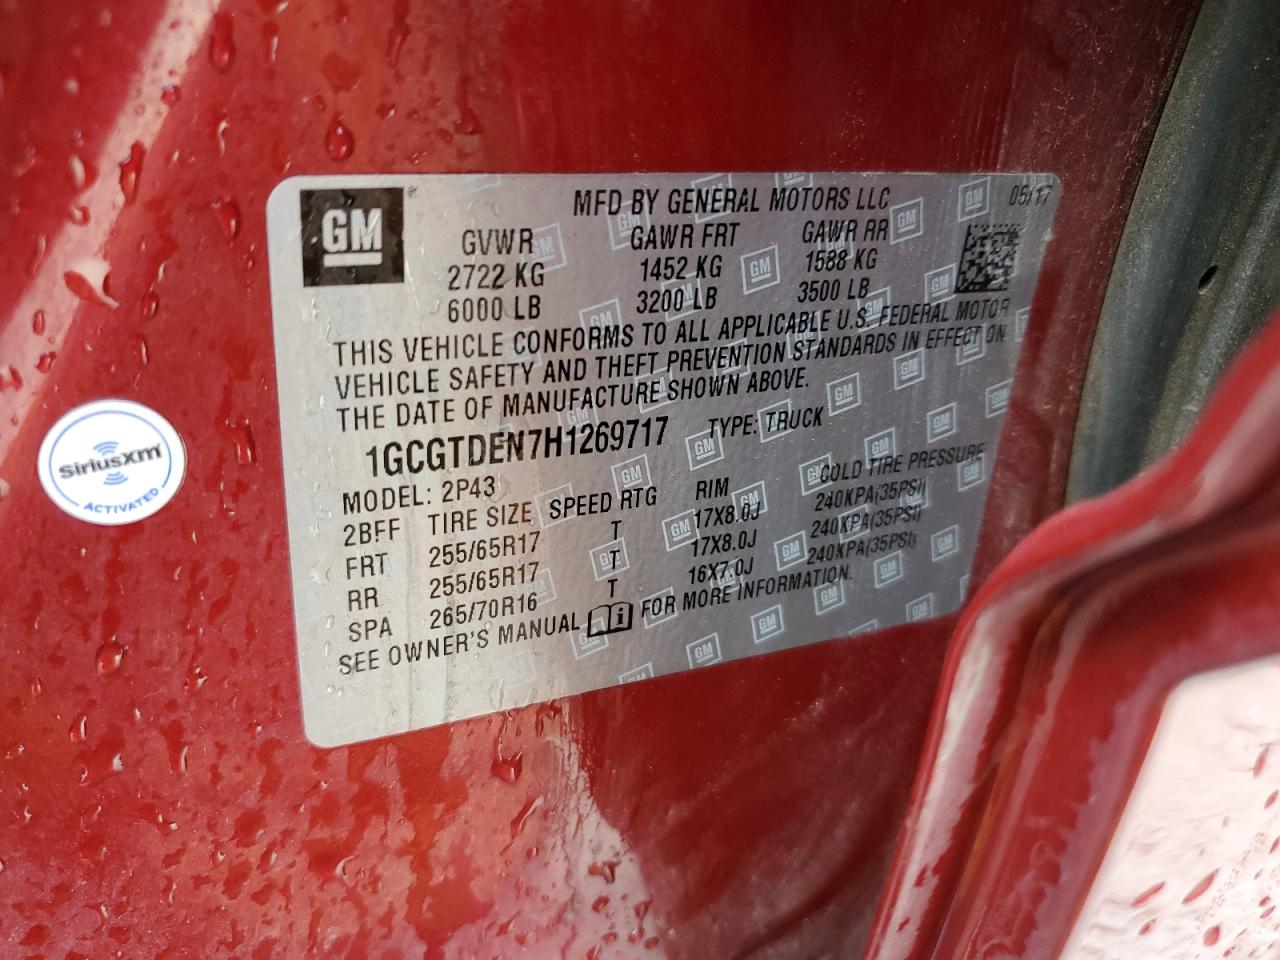 GM
MFD BY GENERAL MOTORS LLC 05/17
GVWR GAWR FRT GAWR RR
2722 KG 1452 KG 1588 KG
6000 LB 3200 LB 3500 LB
THIS VEHICLE CONFORMS TO ALL APPLICABLE U.S. FEDERAL MOTOR
VEHICLE SAFETY AND THEFT PREVENTION STANDARDS IN EFFECT ON
THE DATE OF MANUFACTURE SHOWN ABOVE.
1GCGTDEN7H1269717 TYPE: TRUCK
MODEL: 2P43
2BFF TIRE SIZE SPEED RTG RIM COLD TIRE PRESSURE
FRT 255/65R17 T 17X8.0J 240KPA(35PSI)
RR 255/65R17 T 17X8.0J 240KPA(35PSI)
SPA 265/70R16 T 16X7.0J 240KPA(35PSI)
SEE OWNER'S MANUAL i FOR MORE INFORMATION.
SiriusXM
ACTIVATED